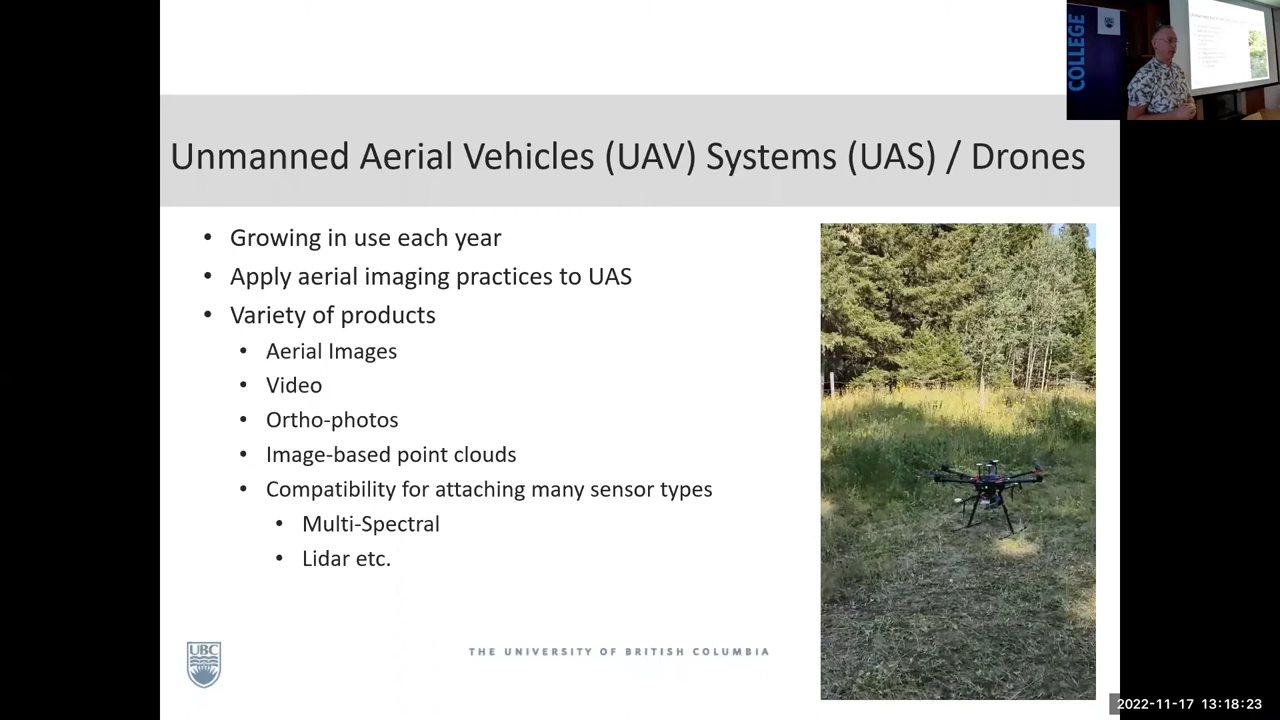 COLLEGE
Unmanned Aerial Vehicles (UAV) Systems (UAS) / Drones
• Growing in use each year
• Apply aerial imaging practices to UAS
• Variety of products
• Aerial Images
• Video
• Ortho-photos
• Image-based point clouds
• Compatibility for attaching many sensor types
• Multi-Spectral
• Lidar etc.
UBC
THE UNIVERSITY OF BRITISH COLUMBIA
2022-11-17 13:18:23